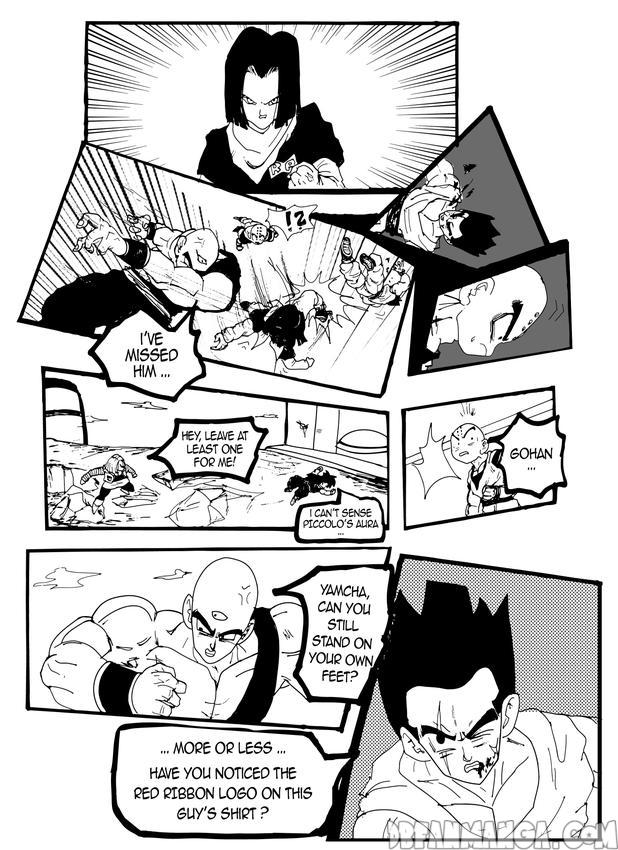 !?
I'VE
MISSED
HIM ...
HEY, LEAVE AT
LEAST ONE
FOR ME!
I CAN'T SENSE
PICCOLO'S AURA
...
GOHAN
...
YAMCHA,
CAN YOU
STILL
STAND ON
YOUR OWN
FEET?
... MORE OR LESS ...
HAVE YOU NOTICED THE
RED RIBBON LOGO ON THIS
GUY'S SHIRT ?
DBFANMANGA.COM